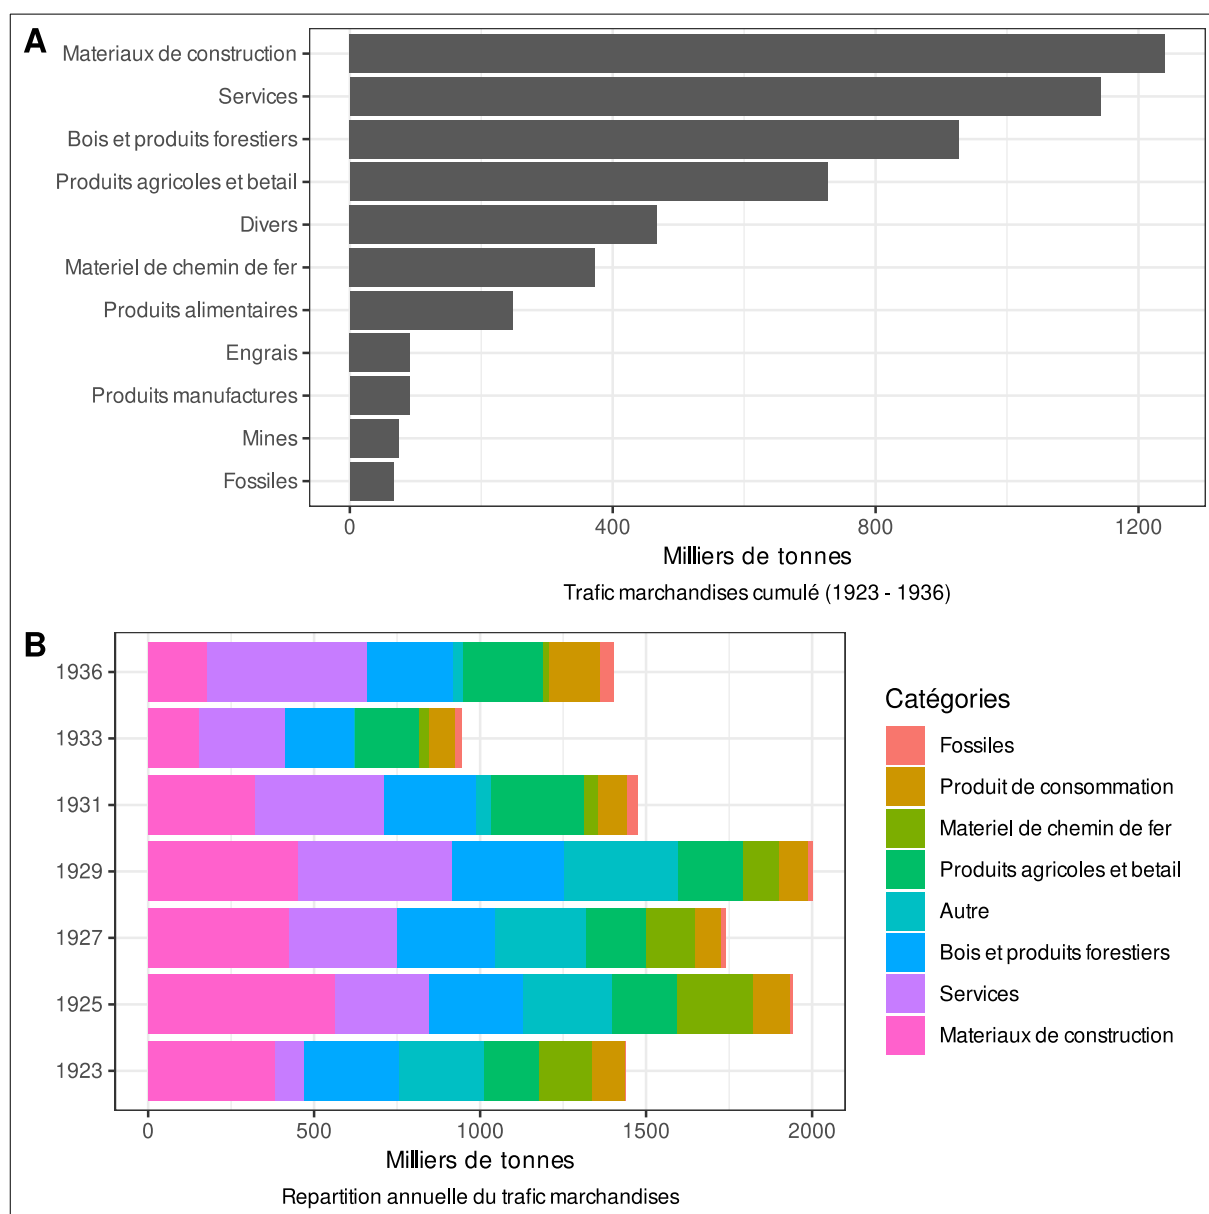 A
Materiaux de construction
Services
Bois et produits forestiers
Produits agricoles et betail
Divers
Materiel de chemin de fer
Produits alimentaires
Engrais
Produits manufactures
Mines
Fossiles
0 400 800 1200
Milliers de tonnes
Trafic marchandises cumulé (1923 - 1936)
B
1936
1933
1931
1929
1927
1925
1923
0 500 1000 1500 2000
Milliers de tonnes
Repartition annuelle du trafic marchandises
Catégories
Fossiles
Produit de consommation
Materiel de chemin de fer
Produits agricoles et betail
Autre
Bois et produits forestiers
Services
Materiaux de construction